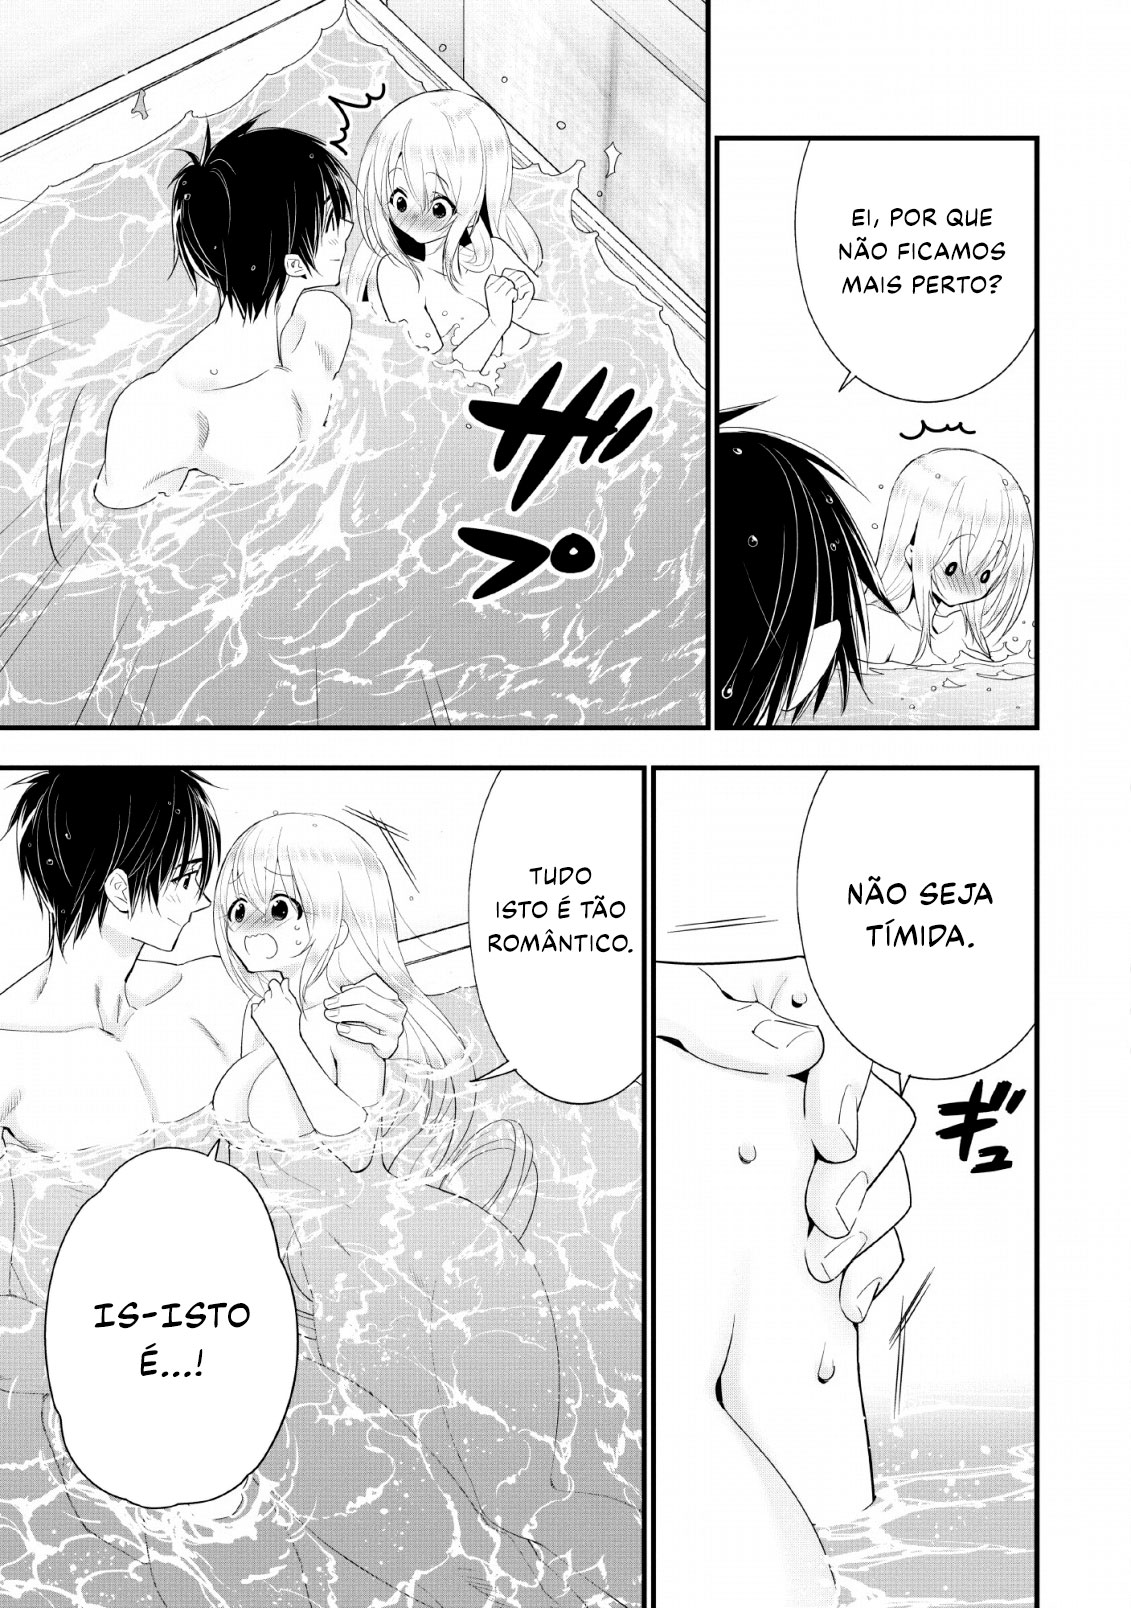 EI, POR QUE
NÃO FICAMOS
MAIS PERTO?
ザ
パ
NÃO SEJA
TÍMIDA.
ギュ
TUDO
ISTO É TÃO
ROMÂNTICO.
IS-ISTO
É...!